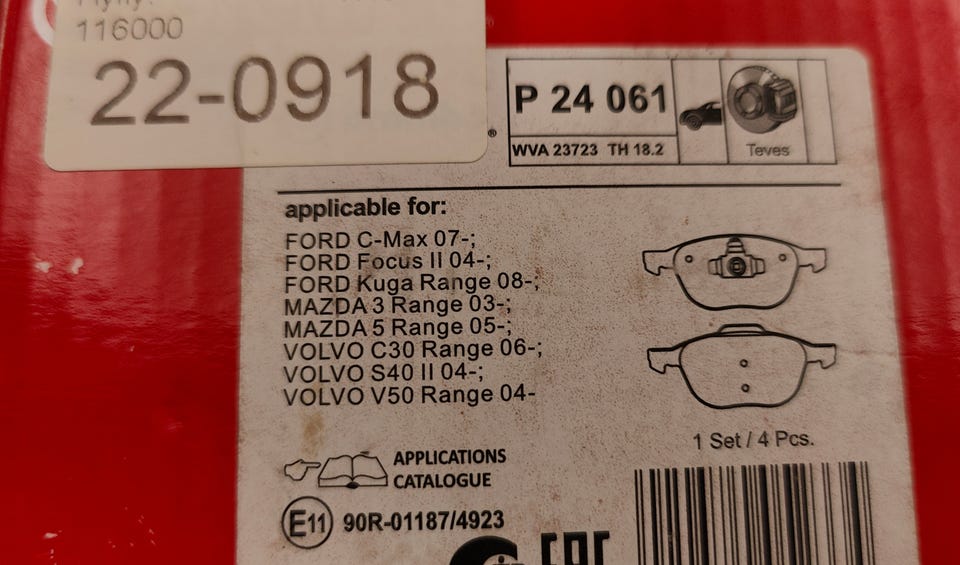 116000
22-0918
®
P 24 061
WVA 23723 TH 18.2
Teves
applicable for:
FORD C-Max 07-;
FORD Focus II 04-;
FORD Kuga Range 08-;
MAZDA 3 Range 03-;
MAZDA 5 Range 05-;
VOLVO C30 Range 06-;
VOLVO S40 II 04-;
VOLVO V50 Range 04-
1 Set / 4 Pcs.
APPLICATIONS
CATALOGUE
E11 90R-01187/4923
EAC